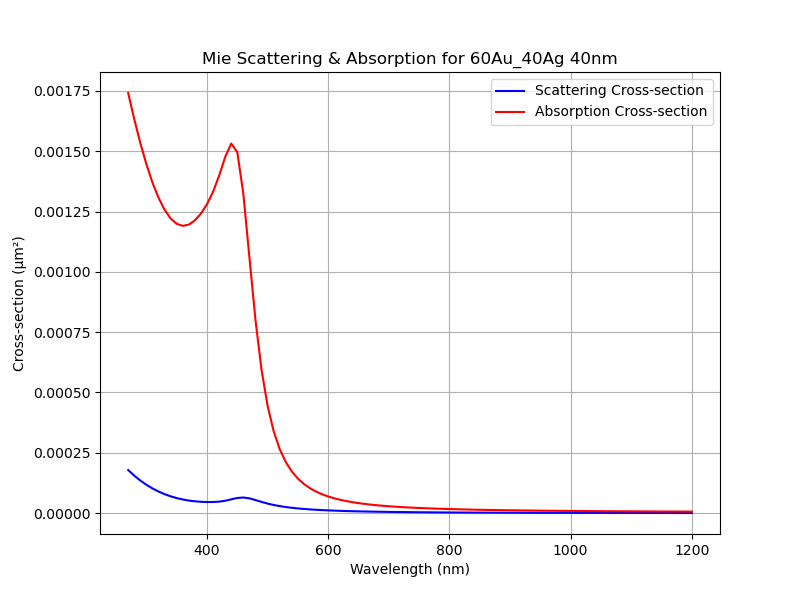 Mie Scattering & Absorption for 60Au_40Ag 40nm
Scattering Cross-section
Absorption Cross-section
Cross-section (μm²)
0.00175
0.00150
0.00125
0.00100
0.00075
0.00050
0.00025
0.00000
400 600 800 1000 1200
Wavelength (nm)